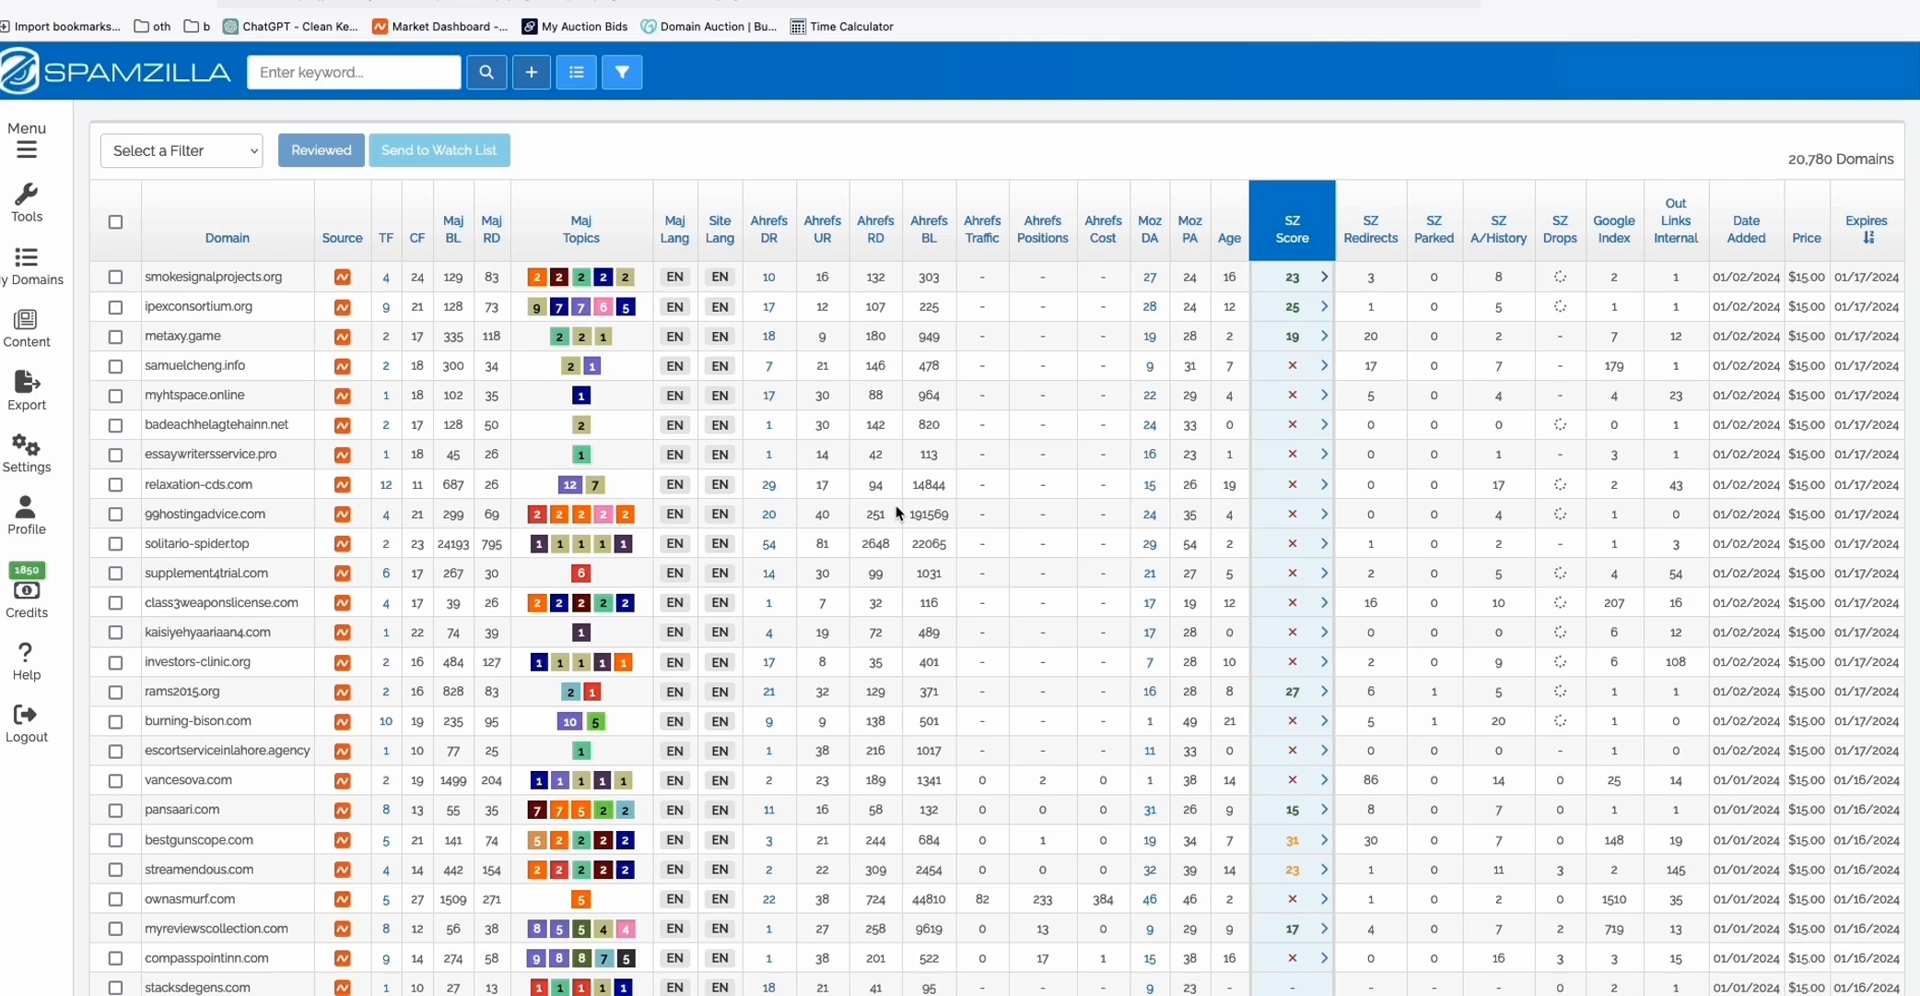 Import bookmarks... oth b ChatGPT - Clean Ke... Market Dashboard -... My Auction Bids Domain Auction | Bu... Time Calculator
SPAMZILLA Enter keyword...
Menu
Tools
y Domains
Content
Export
Settings
Profile
1850
Credits
Help
Logout
Select a Filter Reviewed Send to Watch List 20,780 Domains
Domain Source TF CF Maj BL Maj RD Maj Topics Maj Lang Site Lang Ahrefs DR Ahrefs UR Ahrefs RD Ahrefs BL Ahrefs Traffic Ahrefs Positions Ahrefs Cost Moz DA Moz PA Age SZ Score SZ Redirects SZ Parked SZ A/History SZ Drops Google Index Out Links Internal Date Added Price Expires
smokesignalprojects.org 4 24 129 83 2 2 2 2 2 EN EN 10 16 132 303 - - - 27 24 16 23 3 0 8 2 1 01/02/2024 $15.00 01/17/2024
ipexconsortium.org 9 21 128 73 9 7 7 6 5 EN EN 17 12 107 225 - - - 28 24 12 25 1 0 5 1 1 01/02/2024 $15.00 01/17/2024
metaxy.game 2 17 335 118 2 2 1 EN EN 18 9 180 949 - - - 19 28 2 19 20 0 2 - 7 12 01/02/2024 $15.00 01/17/2024
samuelcheng.info 2 18 300 34 2 1 EN EN 7 21 146 478 - - - 9 31 7 × 17 0 7 - 179 1 01/02/2024 $15.00 01/17/2024
myhtspace.online 1 18 102 35 1 EN EN 17 30 88 964 - - - 22 29 4 × 5 0 4 - 4 23 01/02/2024 $15.00 01/17/2024
badeachhelagtehainn.net 2 17 128 50 2 EN EN 1 30 142 820 - - - 24 33 0 × 0 0 0 0 1 01/02/2024 $15.00 01/17/2024
essaywritersservice.pro 1 18 45 26 1 EN EN 1 14 42 113 - - - 16 23 1 × 0 0 1 - 3 1 01/02/2024 $15.00 01/17/2024
relaxation-cds.com 12 11 687 26 12 7 EN EN 29 17 94 14844 - - - 15 26 19 × 0 0 17 2 43 01/02/2024 $15.00 01/17/2024
99hostingadvice.com 4 21 299 69 2 2 2 2 2 EN EN 20 40 251 191569 - - - 24 35 4 × 0 0 4 1 0 01/02/2024 $15.00 01/17/2024
solitario-spider.top 2 23 24193 795 1 1 1 1 1 EN EN 54 81 2648 22065 - - - 29 54 2 × 1 0 2 - 1 3 01/02/2024 $15.00 01/17/2024
supplement4trial.com 6 17 267 30 6 EN EN 14 30 99 1031 - - - 21 27 5 × 2 0 5 4 54 01/02/2024 $15.00 01/17/2024
class3weaponslicense.com 4 17 39 26 2 2 2 2 2 EN EN 1 7 32 116 - - - 17 19 12 × 16 0 10 207 16 01/02/2024 $15.00 01/17/2024
kaisiyehyaariaan4.com 1 22 74 39 1 EN EN 4 19 72 489 - - - 17 28 0 × 0 0 0 6 12 01/02/2024 $15.00 01/17/2024
investors-clinic.org 2 16 484 127 1 1 1 1 1 EN EN 17 8 35 401 - - - 7 28 10 × 2 0 9 6 108 01/02/2024 $15.00 01/17/2024
rams2015.org 2 16 828 83 2 1 EN EN 21 32 129 371 - - - 16 28 8 27 6 1 5 1 1 01/02/2024 $15.00 01/17/2024
burning-bison.com 10 19 235 95 10 5 EN EN 9 9 138 501 - - - 1 49 21 × 5 1 20 1 0 01/02/2024 $15.00 01/17/2024
escortserviceinlahore.agency 1 10 77 25 1 EN EN 1 38 216 1017 - - - 11 33 0 × 0 0 0 - 1 0 01/02/2024 $15.00 01/17/2024
vancesova.com 2 19 1499 204 1 1 1 1 1 EN EN 2 23 189 1341 0 2 0 1 38 14 × 86 0 14 0 25 14 01/01/2024 $15.00 01/16/2024
pansaari.com 8 13 55 35 7 7 5 2 2 EN EN 11 16 58 132 0 0 0 31 26 9 15 8 0 7 0 1 1 01/01/2024 $15.00 01/16/2024
bestgunscope.com 5 21 141 74 5 2 2 2 2 EN EN 3 21 244 684 0 1 0 19 34 7 31 30 0 7 0 148 19 01/01/2024 $15.00 01/16/2024
streamendous.com 4 14 442 154 2 2 2 2 2 EN EN 2 22 309 2454 0 0 0 32 39 14 23 1 0 11 3 2 145 01/01/2024 $15.00 01/16/2024
ownasmurf.com 5 27 1509 271 5 EN EN 22 38 724 44810 82 233 384 46 46 2 × 1 0 2 0 1510 35 01/01/2024 $15.00 01/16/2024
myreviewscollection.com 8 12 56 38 8 5 5 4 4 EN EN 1 27 258 9619 0 13 0 9 29 9 17 4 0 7 2 719 13 01/01/2024 $15.00 01/16/2024
compasspointinn.com 9 14 274 58 9 8 8 7 5 EN EN 1 38 201 522 0 17 1 15 38 16 × 0 0 16 3 3 15 01/01/2024 $15.00 01/16/2024
stacksdegens.com 1 10 27 13 1 1 1 1 1 EN EN 18 21 41 95 - - - 9 23 - - - - - 0 2 1 01/01/2024 $15.00 01/16/2024